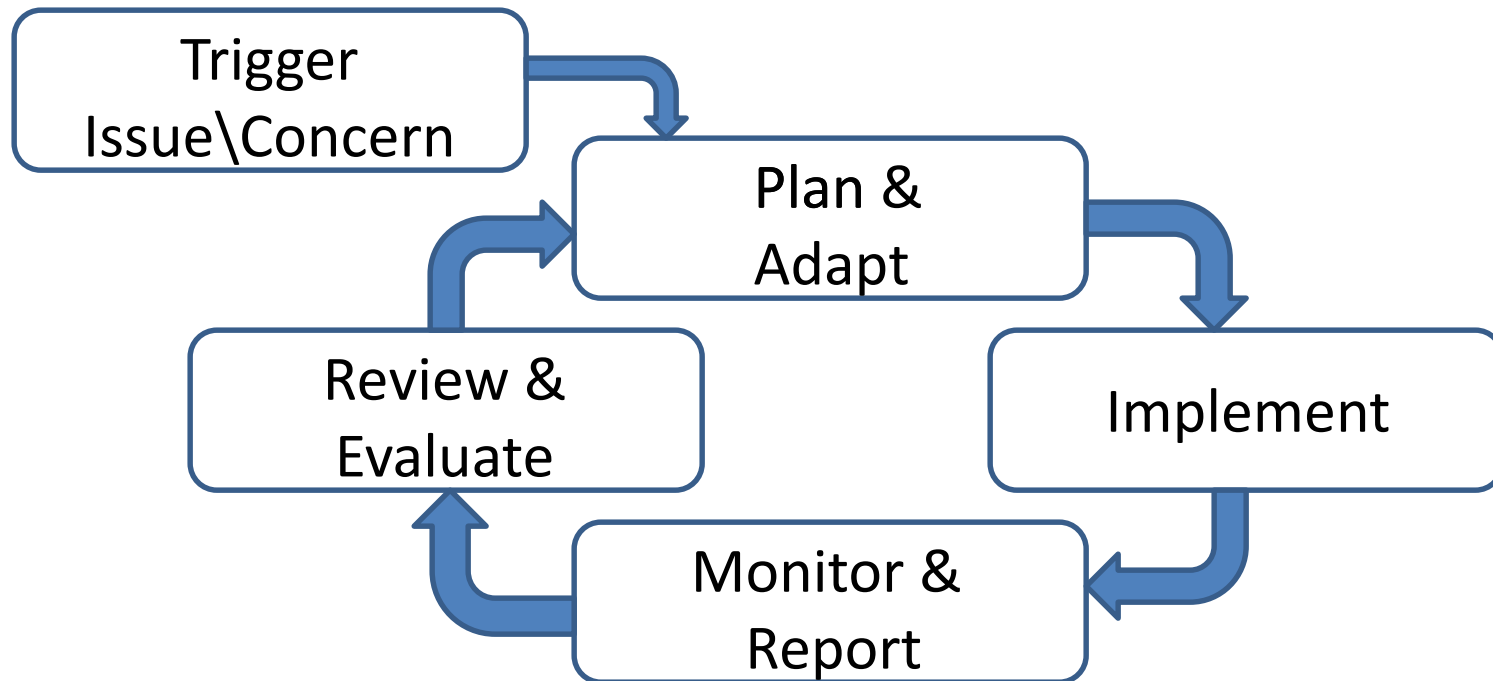 Trigger
Issue\Concern
Plan &
Adapt
Implement
Monitor &
Report
Review &
Evaluate